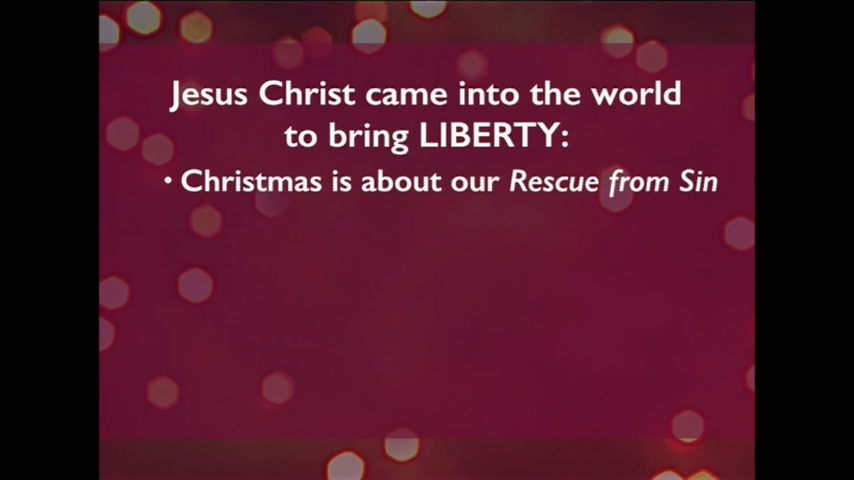 Jesus Christ came into the world
to bring LIBERTY:
• Christmas is about our Rescue from Sin